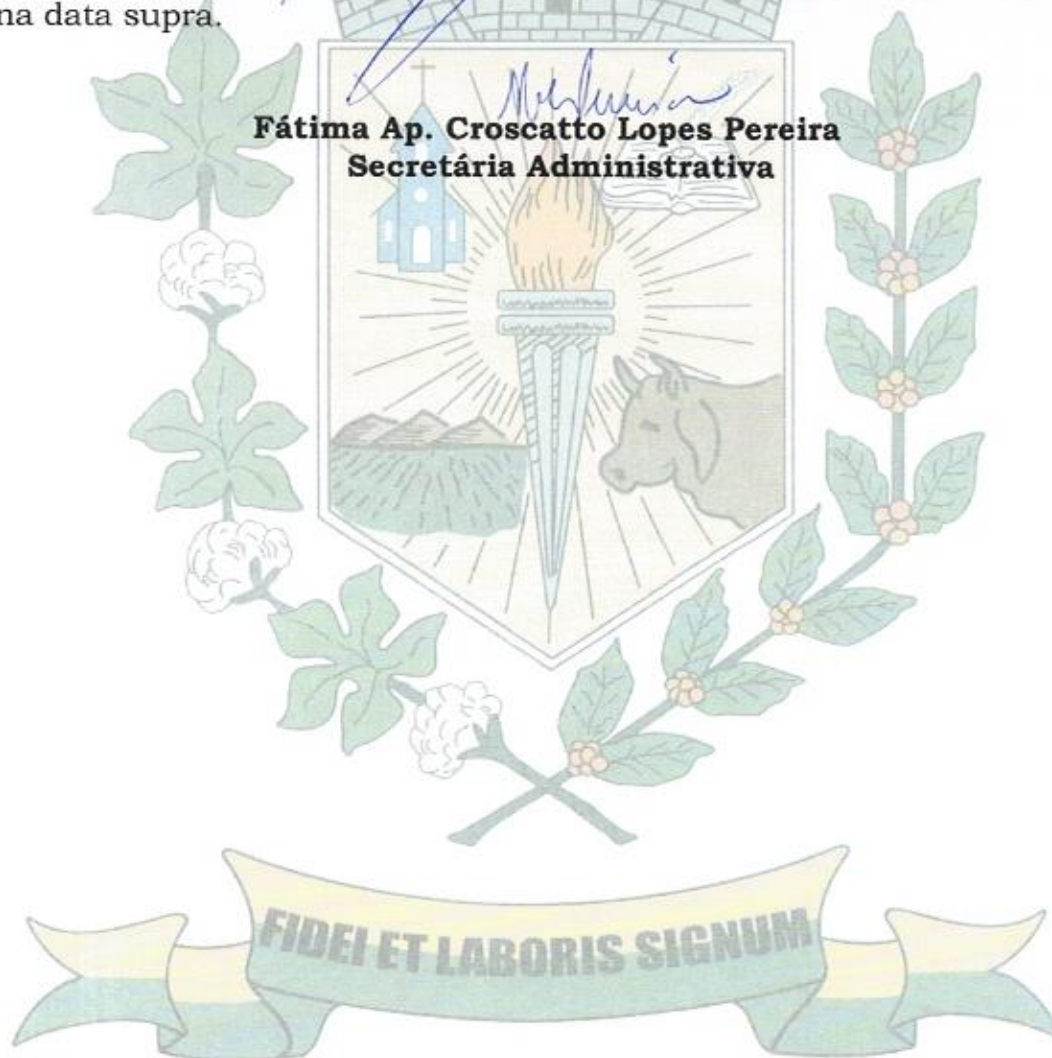 na data supra.
Fátima Ap. Croscatto Lopes Pereira
Secretária Administrativa
FIDEI ET LABORIS SIGNUM